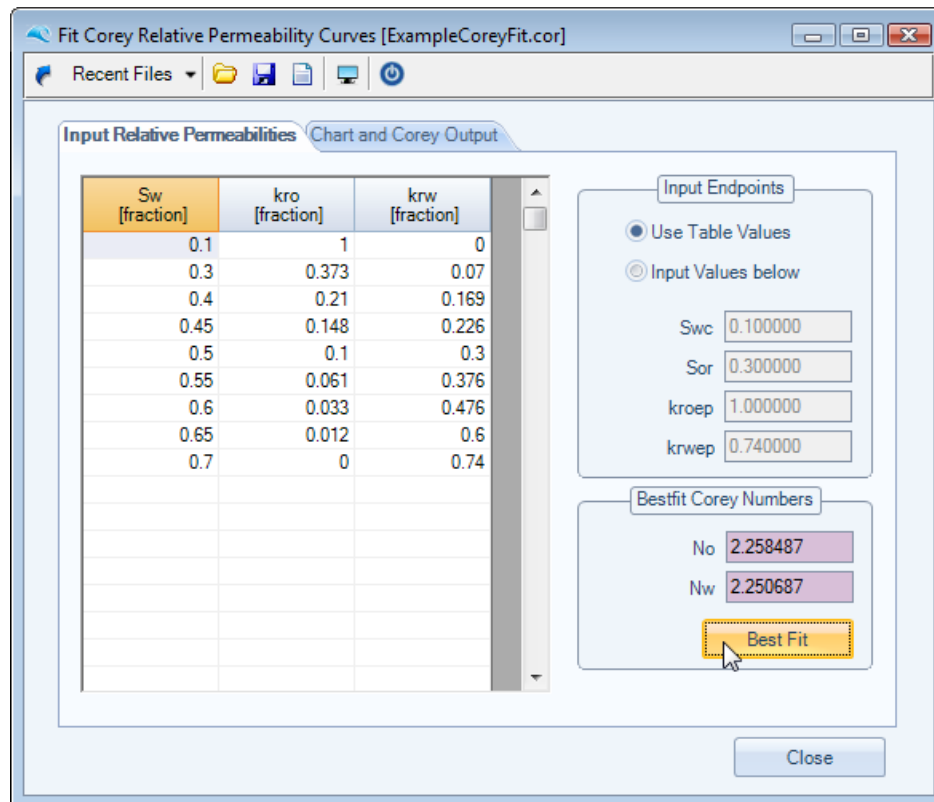 Fit Corey Relative Permeability Curves [ExampleCoreyFit.cor]
Recent Files
Input Relative Permeabilities Chart and Corey Output
Sw kro krw
[fraction] [fraction] [fraction]
0.1 1 0
0.3 0.373 0.07
0.4 0.21 0.169
0.45 0.148 0.226
0.5 0.1 0.3
0.55 0.061 0.376
0.6 0.033 0.476
0.65 0.012 0.6
0.7 0 0.74
Input Endpoints
Use Table Values
Input Values below
Swc 0.100000
Sor 0.300000
kroep 1.000000
krwep 0.740000
Bestfit Corey Numbers
No 2.258487
Nw 2.250687
Best Fit
Close